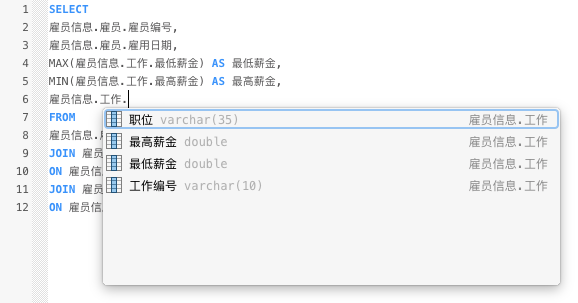 1 SELECT
2 雇员信息.雇员.雇员编号,
3 雇员信息.雇员.雇用日期,
4 MAX(雇员信息.工作.最低薪金) AS 最低薪金,
5 MIN(雇员信息.工作.最高薪金) AS 最高薪金,
6 雇员信息.工作.
7 FROM
8 雇员信息.
9 JOIN 雇员
10 ON 雇员信
11 JOIN 雇员
12 ON 雇员信
职位 varchar(35) 雇员信息.工作
最高薪金 double 雇员信息.工作
最低薪金 double 雇员信息.工作
工作编号 varchar(10) 雇员信息.工作